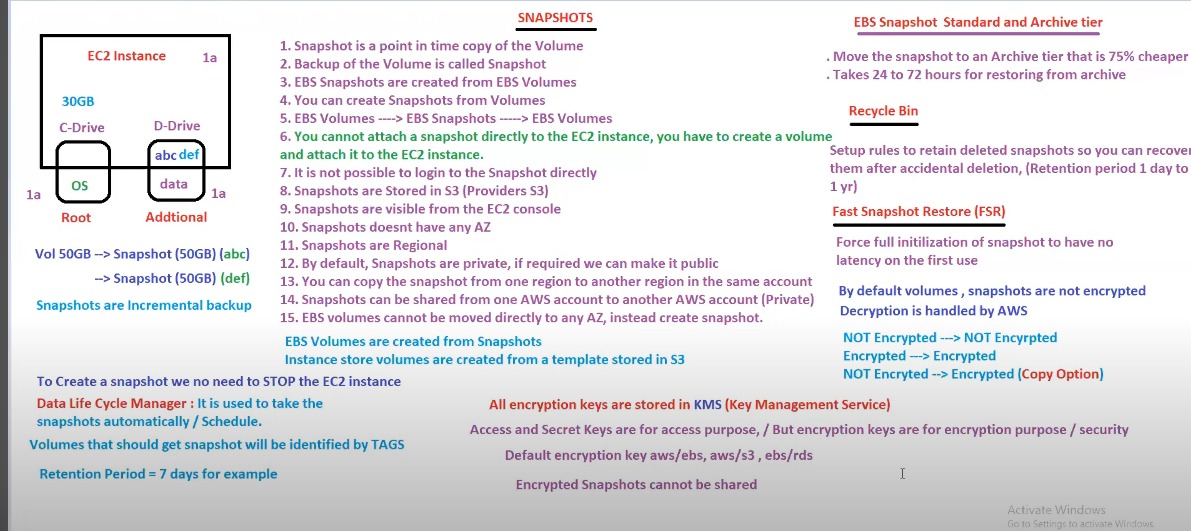 SNAPSHOTS
EC2 Instance 1a
30GB
C-Drive D-Drive
abc def
OS data
1a 1a
Root Addtional
Vol 50GB --> Snapshot (50GB) (abc)
--> Snapshot (50GB) (def)
Snapshots are Incremental backup
1. Snapshot is a point in time copy of the Volume
2. Backup of the Volume is called Snapshot
3. EBS Snapshots are created from EBS Volumes
4. You can create Snapshots from Volumes
5. EBS Volumes ----> EBS Snapshots -----> EBS Volumes
6. You cannot attach a snapshot directly to the EC2 instance, you have to create a volume
and attach it to the EC2 instance.
7. It is not possible to login to the Snapshot directly
8. Snapshots are Stored in S3 (Providers S3)
9. Snapshots are visible from the EC2 console
10. Snapshots doesnt have any AZ
11. Snapshots are Regional
12. By default, Snapshots are private, if required we can make it public
13. You can copy the snapshot from one region to another region in the same account
14. Snapshots can be shared from one AWS account to another AWS account (Private)
15. EBS volumes cannot be moved directly to any AZ, instead create snapshot.
EBS Volumes are created from Snapshots
Instance store volumes are created from a template stored in S3
EBS Snapshot Standard and Archive tier
. Move the snapshot to an Archive tier that is 75% cheaper
. Takes 24 to 72 hours for restoring from archive
Recycle Bin
Setup rules to retain deleted snapshots so you can recover
them after accidental deletion, (Retention period 1 day to
1 yr)
Fast Snapshot Restore (FSR)
Force full initilization of snapshot to have no
latency on the first use
By default volumes , snapshots are not encrypted
Decryption is handled by AWS
NOT Encrypted ---> NOT Encyrpted
Encrypted ---> Encrypted
NOT Encryted --> Encrypted (Copy Option)
To Create a snapshot we no need to STOP the EC2 instance
Data Life Cycle Manager : It is used to take the
snapshots automatically / Schedule.
Volumes that should get snapshot will be identified by TAGS
Retention Period = 7 days for example
All encryption keys are stored in KMS (Key Management Service)
Access and Secret Keys are for access purpose, / But encryption keys are for encryption purpose / security
Default encryption key aws/ebs, aws/s3 , ebs/rds
Encrypted Snapshots cannot be shared
Activate Windows
Go to Settings to activate Windows.